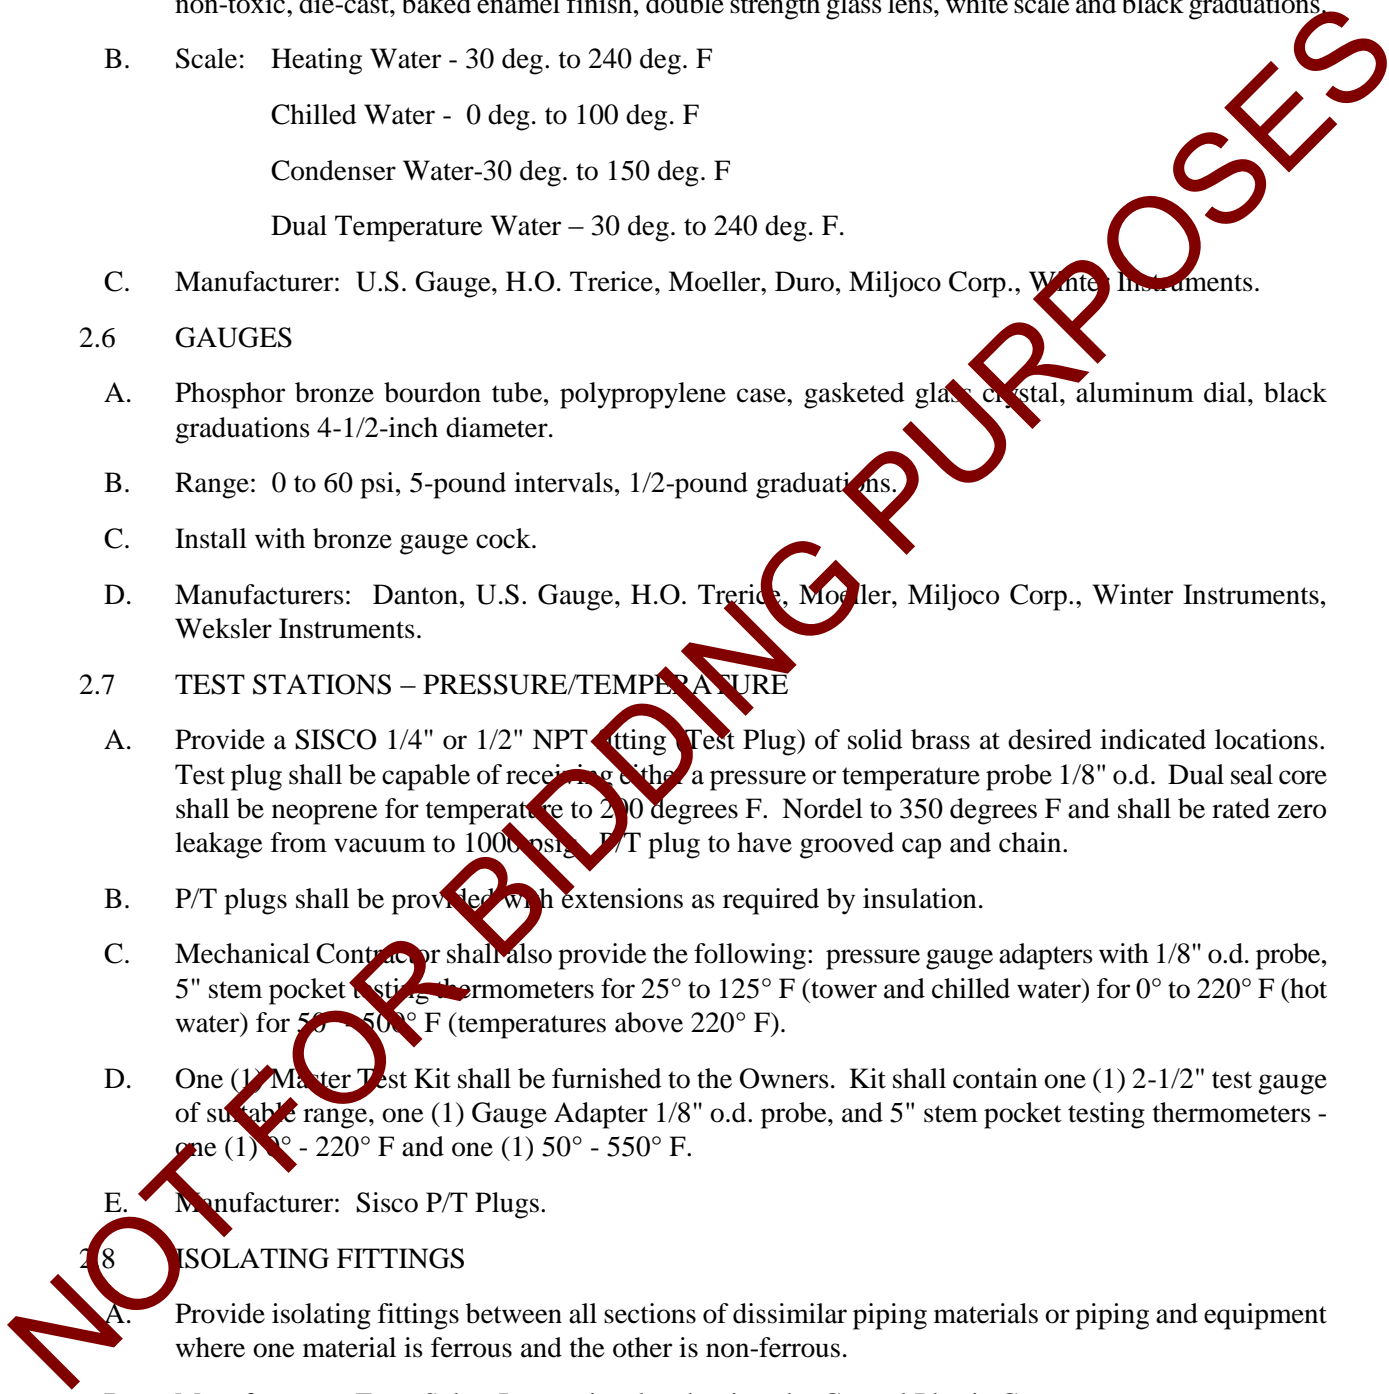 non-toxic, die-cast, baked enamel finish, double strength glass lens, white scale and black graduations.
B. Scale: Heating Water - 30 deg. to 240 deg. F
Chilled Water - 0 deg. to 100 deg. F
Condenser Water-30 deg. to 150 deg. F
Dual Temperature Water – 30 deg. to 240 deg. F.
C. Manufacturer: U.S. Gauge, H.O. Trerice, Moeller, Duro, Miljoco Corp., Winter Instruments.
2.6 GAUGES
A. Phosphor bronze bourdon tube, polypropylene case, gasketed glass crystal, aluminum dial, black
graduations 4-1/2-inch diameter.
B. Range: 0 to 60 psi, 5-pound intervals, 1/2-pound graduations.
C. Install with bronze gauge cock.
D. Manufacturers: Danton, U.S. Gauge, H.O. Trerice, Moeller, Miljoco Corp., Winter Instruments,
Weksler Instruments.
2.7 TEST STATIONS – PRESSURE/TEMPERATURE
A. Provide a SISCO 1/4" or 1/2" NPT fitting (Test Plug) of solid brass at desired indicated locations.
Test plug shall be capable of receiving either a pressure or temperature probe 1/8" o.d. Dual seal core
shall be neoprene for temperature to 200 degrees F. Nordel to 350 degrees F and shall be rated zero
leakage from vacuum to 1000 psig. P/T plug to have grooved cap and chain.
B. P/T plugs shall be provided with extensions as required by insulation.
C. Mechanical Contractor shall also provide the following: pressure gauge adapters with 1/8" o.d. probe,
5" stem pocket testing thermometers for 25° to 125° F (tower and chilled water) for 0° to 220° F (hot
water) for 50° - 500° F (temperatures above 220° F).
D. One (1) Master Test Kit shall be furnished to the Owners. Kit shall contain one (1) 2-1/2" test gauge
of suitable range, one (1) Gauge Adapter 1/8" o.d. probe, and 5" stem pocket testing thermometers -
one (1) 0° - 220° F and one (1) 50° - 550° F.
E. Manufacturer: Sisco P/T Plugs.
2.8 ISOLATING FITTINGS
A. Provide isolating fittings between all sections of dissimilar piping materials or piping and equipment
where one material is ferrous and the other is non-ferrous.
NOT FOR BIDDING PURPOSES